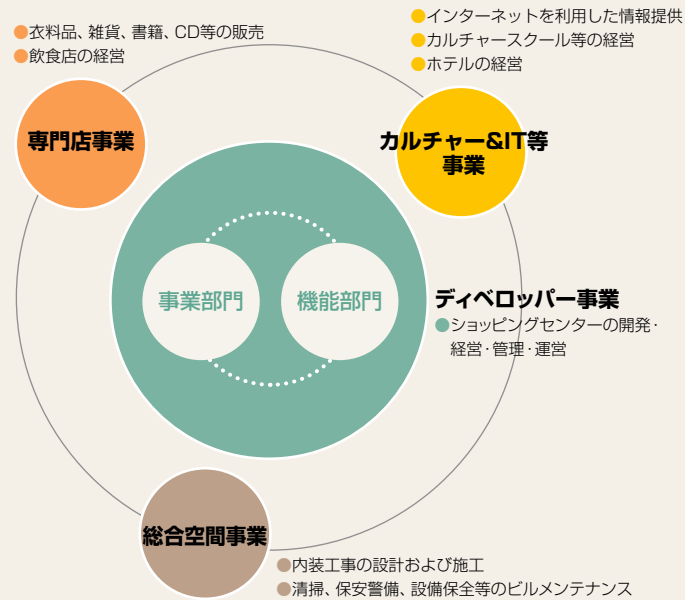 ●衣料品、雑貨、書籍、CD等の販売
●飲食店の経営
専門店事業
●インターネットを利用した情報提供
●カルチャースクール等の経営
●ホテルの経営
カルチャー&IT等
事業
事業部門
機能部門
ディベロッパー事業
●ショッピングセンターの開発・
経営・管理・運営
総合空間事業
●内装工事の設計および施工
●清掃、保安警備、設備保全等のビルメンテナンス